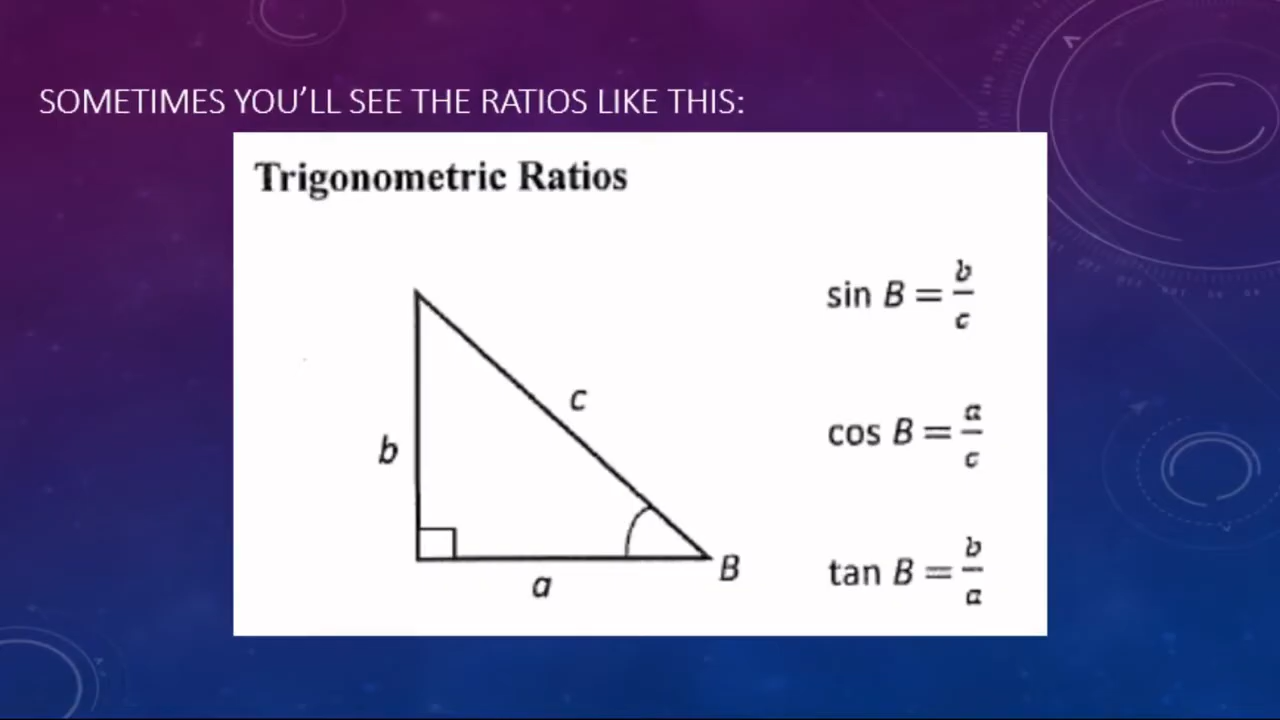 SOMETIMES YOU’LL SEE THE RATIOS LIKE THIS:
Trigonometric Ratios
sin B = b/c
c
b
cos B = a/c
B
a
tan B = b/a